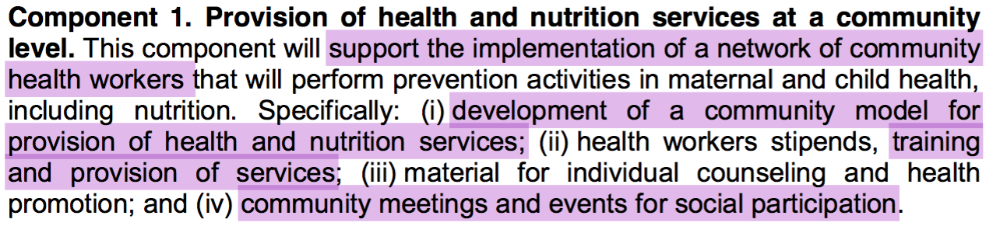 Component 1. Provision of health and nutrition services at a community
level. This component will support the implementation of a network of community
health workers that will perform prevention activities in maternal and child health,
including nutrition. Specifically: (i) development of a community model for
provision of health and nutrition services; (ii) health workers stipends, training
and provision of services; (iii) material for individual counseling and health
promotion; and (iv) community meetings and events for social participation.